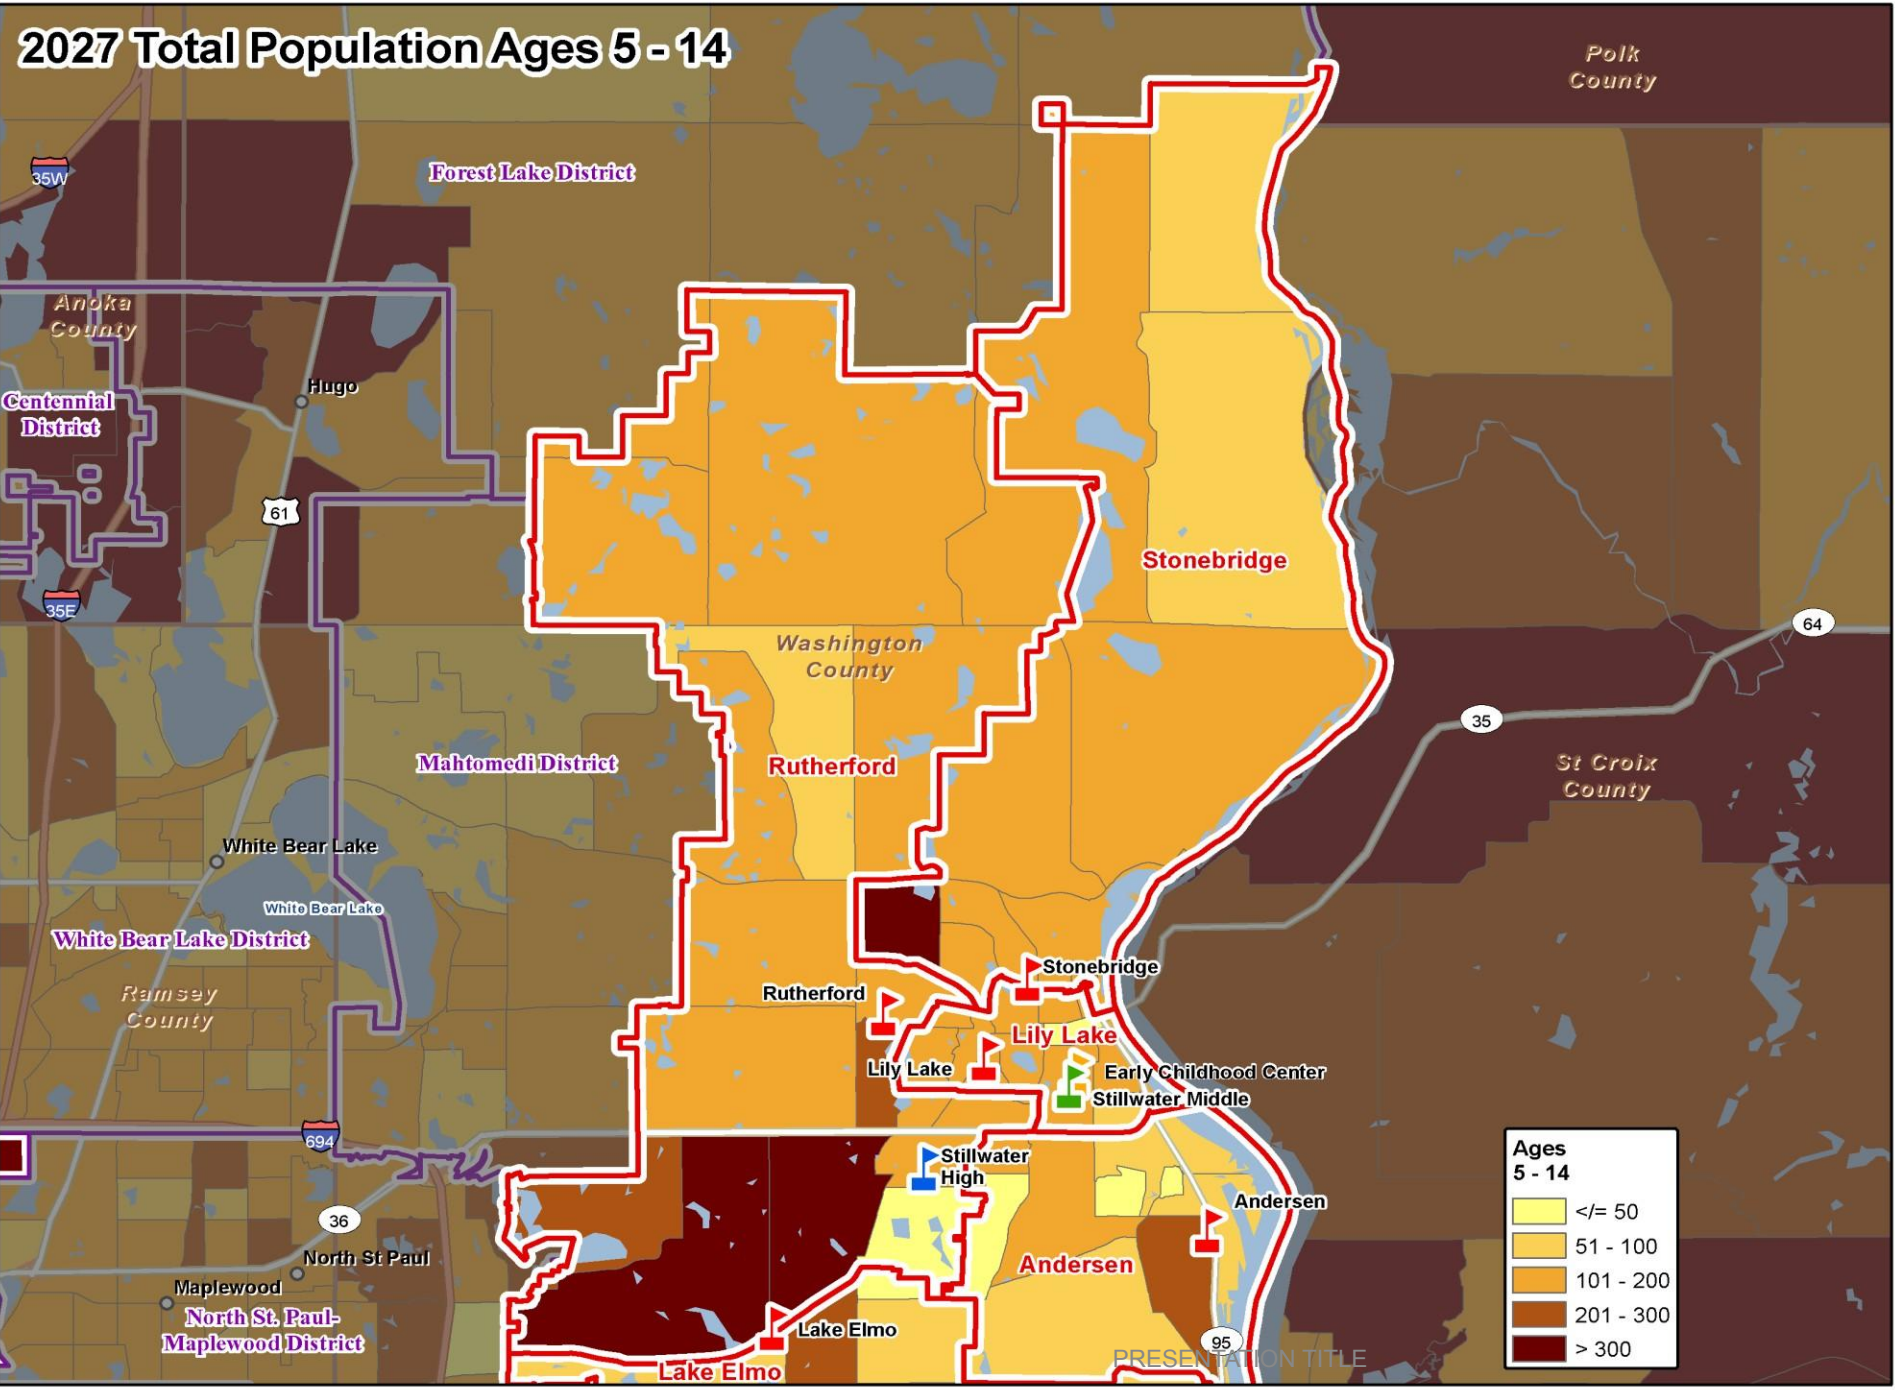 2027 Total Population Ages 5 - 14
Polk
County
35W
Forest Lake District
Anoka
County
Hugo
Centennial
District
61
Stonebridge
35E
64
Washington
County
35
Mahtomedi District
Rutherford
St Croix
County
White Bear Lake
White Bear Lake
White Bear Lake District
Stonebridge
Rutherford
Ramsey
County
Lily Lake
Lily Lake
Early Childhood Center
Stillwater Middle
694
Stillwater
High
Andersen
36
North St Paul
Andersen
Maplewood
North St. Paul-
Maplewood District
Lake Elmo
95
Lake Elmo
PRESENTATION TITLE
Ages
5 - 14
</= 50
51 - 100
101 - 200
201 - 300
> 300